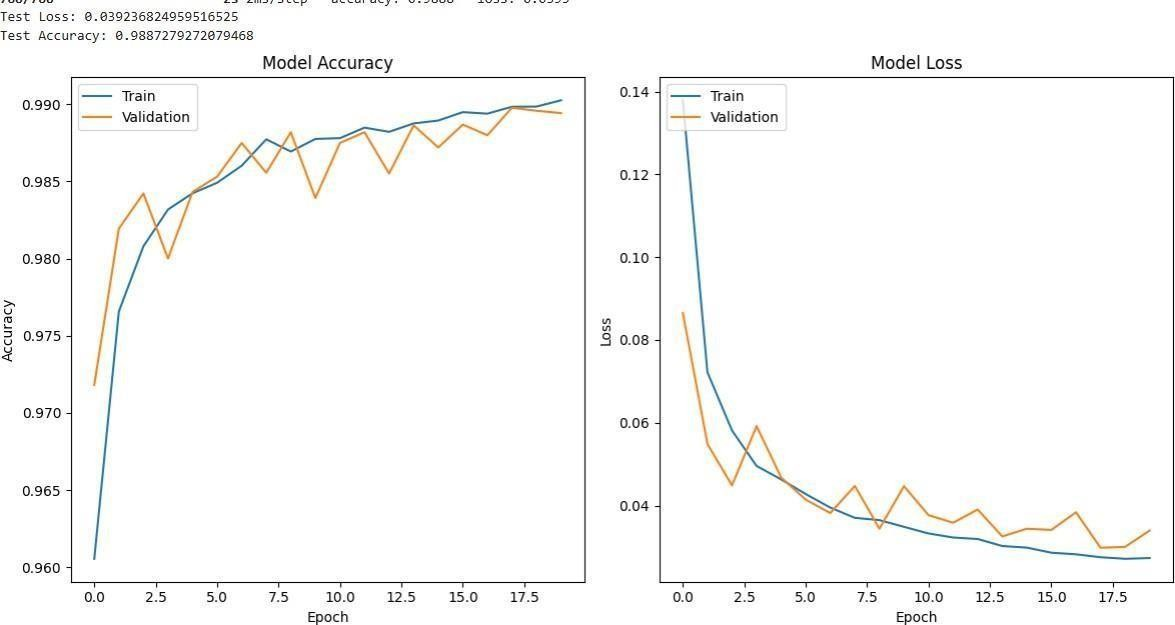 Test Loss: 0.039236824959516525
Test Accuracy: 0.9887279272079468
Model Accuracy
Train
Validation
0.990
0.985
0.980
0.975
0.970
0.965
0.960
Accuracy
0.0 2.5 5.0 7.5 10.0 12.5 15.0 17.5
Epoch
Model Loss
Train
Validation
0.14
0.12
0.10
0.08
0.06
0.04
Loss
0.0 2.5 5.0 7.5 10.0 12.5 15.0 17.5
Epoch